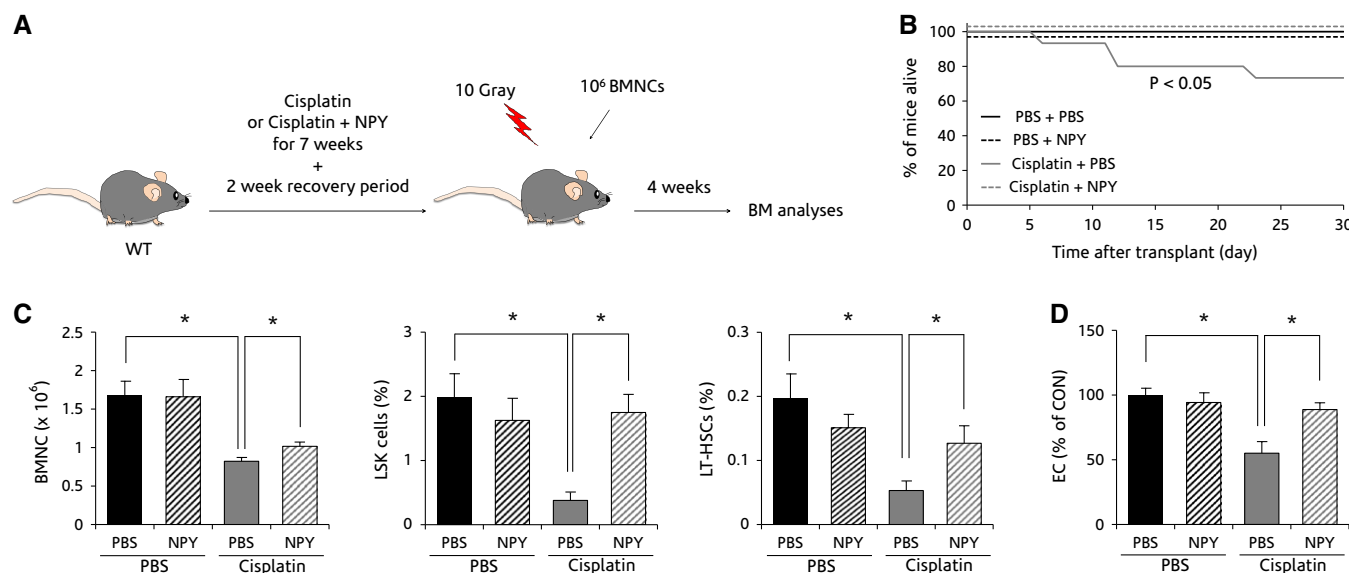 A
Cisplatin
or Cisplatin + NPY
for 7 weeks
+
2 week recovery period
WT
10 Gray
10⁶ BMNCs
4 weeks
BM analyses
B
% of mice alive
100
80
60
40
20
0
P < 0.05
PBS + PBS
PBS + NPY
Cisplatin + PBS
Cisplatin + NPY
0 5 10 15 20 25 30
Time after transplant (day)
C
BMNC (x 10⁶)
2.5
2
1.5
1
0.5
0
* *
PBS NPY PBS NPY
PBS Cisplatin
LSK cells (%)
3
2
1
0
* *
PBS NPY PBS NPY
PBS Cisplatin
LT-HSCs (%)
0.3
0.2
0.1
0
* *
PBS NPY PBS NPY
PBS Cisplatin
D
EC (% of CON)
150
100
50
0
* *
PBS NPY PBS NPY
PBS Cisplatin